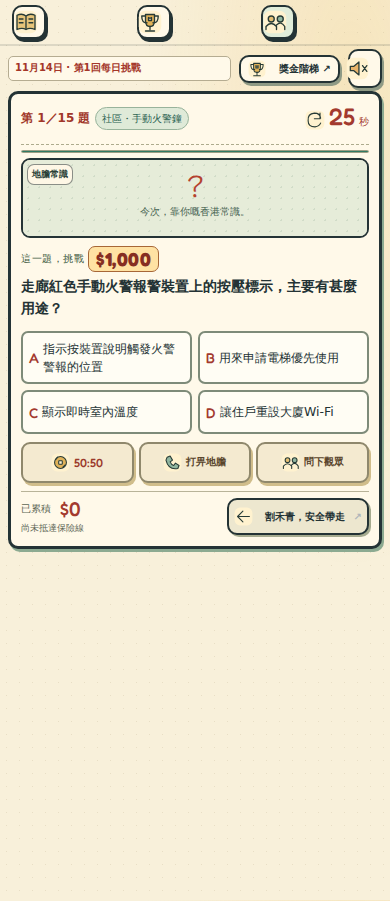 11月14日 · 第1回每日挑戰
獎金階梯 ↗
第 1／15 題
社區·手動火警鐘
25 秒
地膽常識
?
今次，靠你嘅香港常識。
這一題，挑戰 $1,000
走廊紅色手動火警報警裝置上的按壓標示，主要有甚麼
用途？
A 指示按裝置說明觸發火警
警報的位置
B 用來申請電梯優先使用
C 顯示即時室內溫度
D 讓住戶重設大廈Wi-Fi
50:50
打界地膽
問下觀眾
已累積 $0
尚未抵達保險線
割禾青，安全帶走 ↗